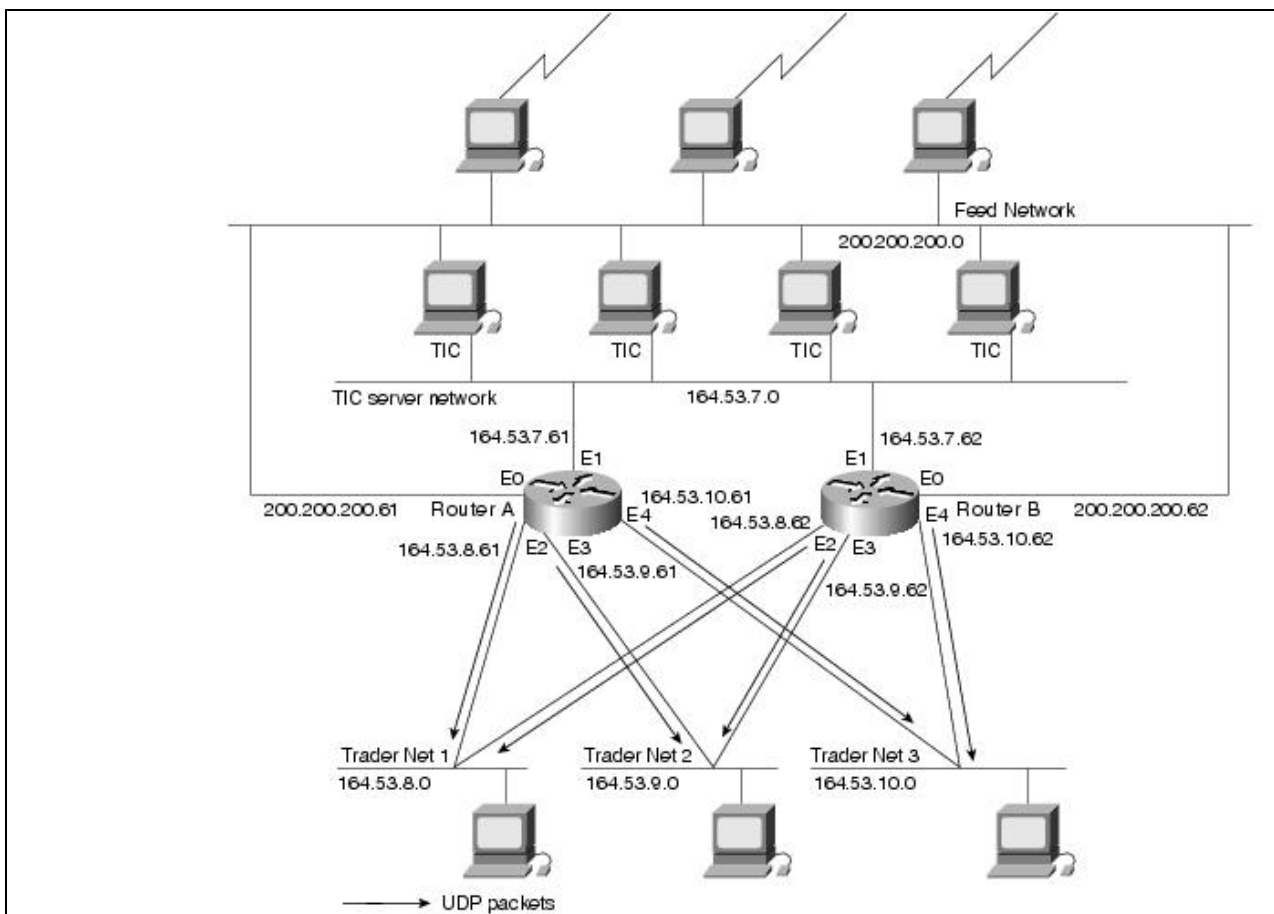 Feed Network
200.200.200.0
TIC
TIC
TIC
TIC
TIC server network
164.53.7.0
164.53.7.61
164.53.7.62
E1
E1
E0
E0
164.53.10.61
200.200.200.61
Router A
E4
164.53.8.62
E4
Router B
200.200.200.62
164.53.8.61
E2
E3
E2
E3
164.53.10.62
164.53.9.61
164.53.9.62
Trader Net 1
Trader Net 2
Trader Net 3
164.53.8.0
164.53.9.0
164.53.10.0
UDP packets